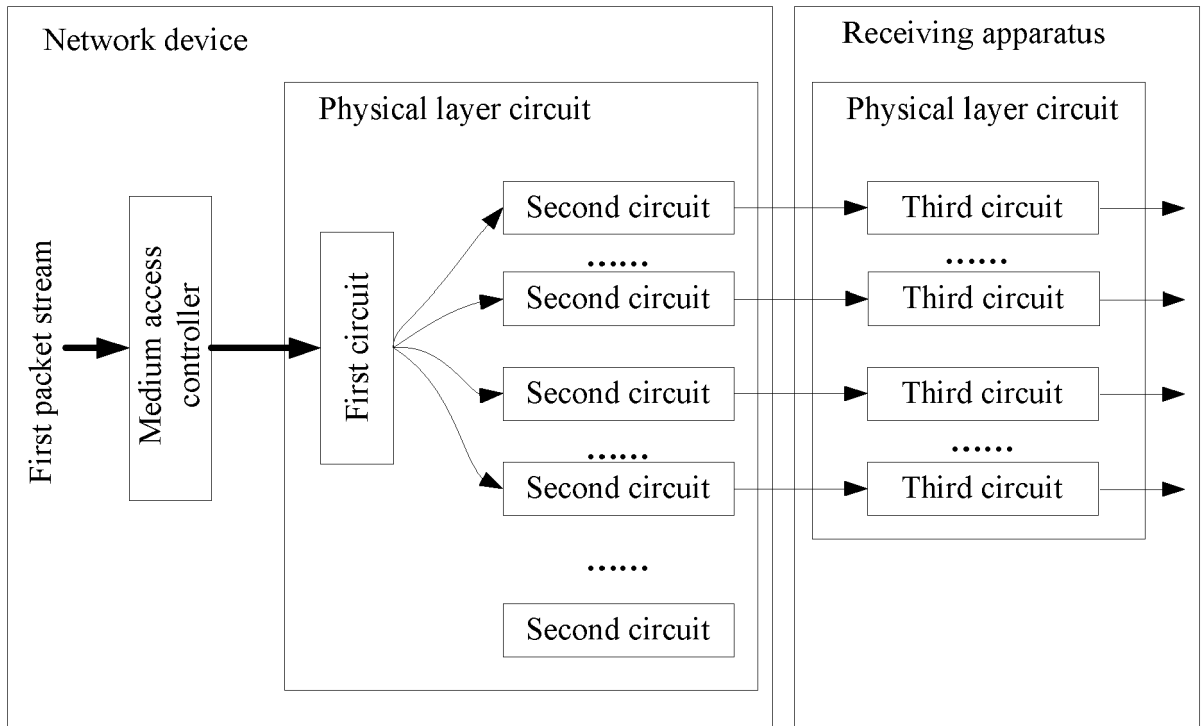 Network device
Receiving apparatus
Physical layer circuit
Physical layer circuit
First packet stream
Medium access
controller
First circuit
Second circuit
Third circuit
......
......
Second circuit
Third circuit
Second circuit
Third circuit
......
......
Second circuit
Third circuit
......
Second circuit